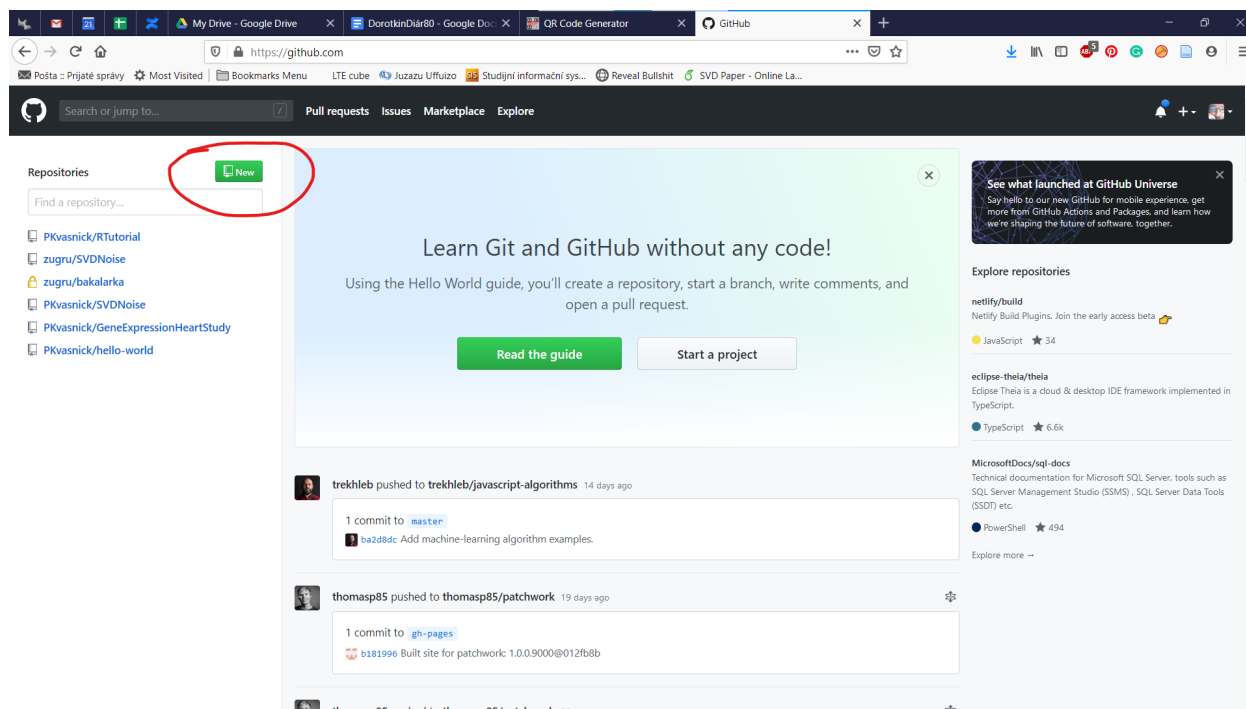 My Drive - Google Drive
DorotkinDiár80 - Google Doc
QR Code Generator
GitHub
https://github.com
5
Pošta :: Prijaté správy
Most Visited
Bookmarks Menu
LTE cube
Juzazu Uffuizo
Studijní informační sys...
Reveal Bullshit
SVD Paper - Online La...
Search or jump to...
/
Pull requests
Issues
Marketplace
Explore
Repositories
New
Find a repository...
PKvasnick/RTutorial
zugru/SVDNoise
zugru/bakalarka
PKvasnick/SVDNoise
PKvasnick/GeneExpressionHeartStudy
PKvasnick/hello-world
Learn Git and GitHub without any code!
Using the Hello World guide, you'll create a repository, start a branch, write comments, and
open a pull request.
Read the guide
Start a project
trekhleb pushed to trekhleb/javascript-algorithms 14 days ago
1 commit to master
ba2d8dc Add machine-learning algorithm examples.
thomasp85 pushed to thomasp85/patchwork 19 days ago
1 commit to gh-pages
b181996 Built site for patchwork: 1.0.0.9000@012fb8b
See what launched at GitHub Universe
Say hello to our new GitHub for mobile experience, get
more from GitHub Actions and Packages, and learn how
we're shaping the future of software, together.
Explore repositories
netlify/build
Netlify Build Plugins. Join the early access beta
JavaScript 34
eclipse-theia/theia
Eclipse Theia is a cloud & desktop IDE framework implemented in
TypeScript.
TypeScript 6.6k
MicrosoftDocs/sql-docs
Technical documentation for Microsoft SQL Server, tools such as
SQL Server Management Studio (SSMS) , SQL Server Data Tools
(SSDT) etc.
PowerShell 494
Explore more →